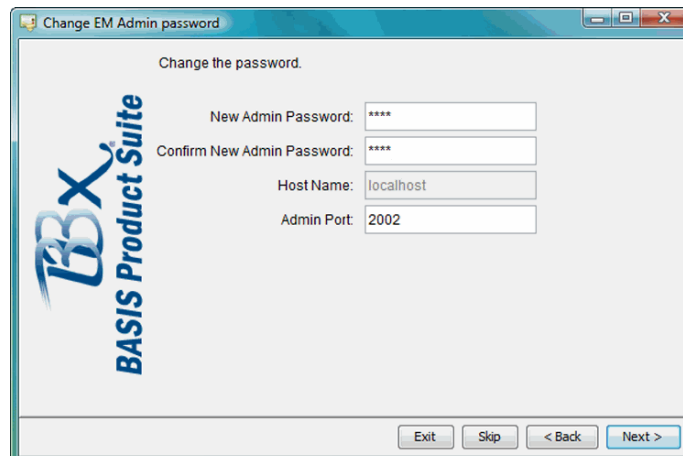 Change EM Admin password
Change the password.
New Admin Password: ****
Confirm New Admin Password: ****
Host Name: localhost
Admin Port: 2002
BBx
BASIS Product Suite
Exit Skip < Back Next >